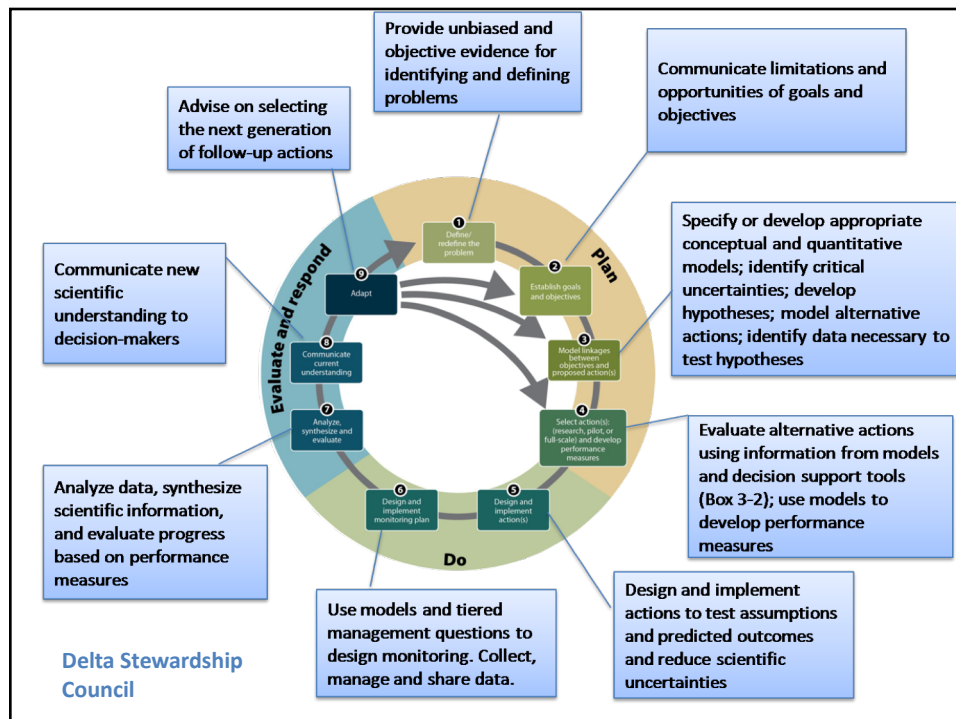 Provide unbiased and
objective evidence for
identifying and defining
problems
Communicate limitations and
opportunities of goals and
objectives
Advise on selecting
the next generation
of follow-up actions
Specify or develop appropriate
conceptual and quantitative
models; identify critical
uncertainties; develop
hypotheses; model alternative
actions; identify data necessary to
test hypotheses
Communicate new
scientific
understanding to
decision-makers
Evaluate alternative actions
using information from models
and decision support tools
(Box 3-2); use models to
develop performance
measures
Analyze data, synthesize
scientific information,
and evaluate progress
based on performance
measures
Use models and tiered
management questions to
design monitoring. Collect,
manage and share data.
Design and implement
actions to test assumptions
and predicted outcomes
and reduce scientific
uncertainties
Plan
Do
Evaluate and respond
1
Define/
redefine the
problem
2
Establish goals
and objectives
3
Model linkages
between
objectives and
proposed action(s)
4
Select action(s):
(research, pilot, or
full-scale) and develop
performance
measures
5
Design and
implement
action(s)
6
Design and
implement
monitoring plan
7
Analyze,
synthesize and
evaluate
8
Communicate
current
understanding
9
Adapt
Delta Stewardship
Council